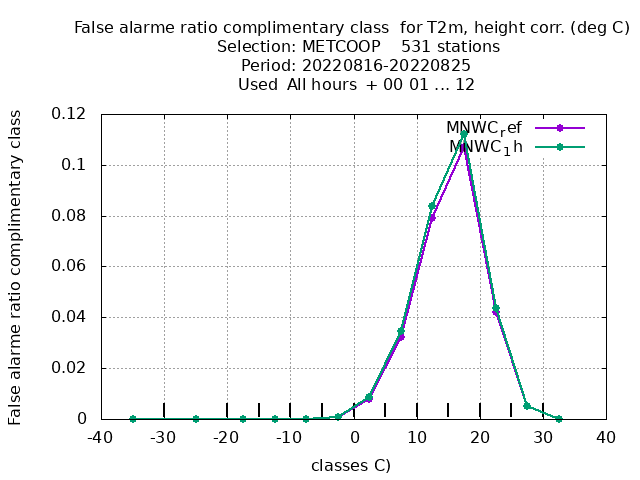 False alarme ratio complimentary class  for T2m, height corr. (deg C)
Selection: METCOOP    531 stations
Period: 20220816-20220825
Used  All hours  + 00 01 ... 12
False alarme ratio complimentary class
0.12
0.1
0.08
0.06
0.04
0.02
0
MNWC_ref
MNWC_1h
-40 -30 -20 -10 0 10 20 30 40
classes C)